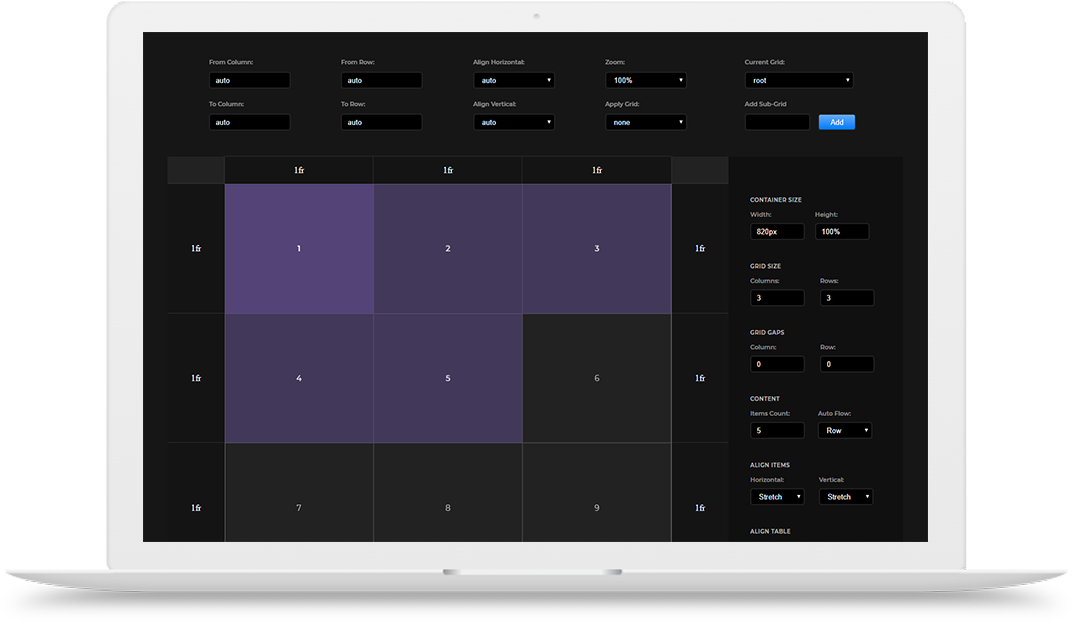 From Column: From Row: Align Horizontal: Zoom: Current Grid:
auto auto auto 100% root
To Column: To Row: Align Vertical: Apply Grid: Add Sub-Grid
auto auto auto none Add
1fr 1fr 1fr
CONTAINER SIZE
Width: Height:
820px 100%
1fr 1 2 3 1fr
GRID SIZE
Columns: Rows:
3 3
GRID GAPS
Column: Row:
0 0
1fr 4 5 6 1fr
CONTENT
Items Count: Auto Flow:
5 Row
ALIGN ITEMS
Horizontal: Vertical:
Stretch Stretch
1fr 7 8 9 1fr
ALIGN TABLE